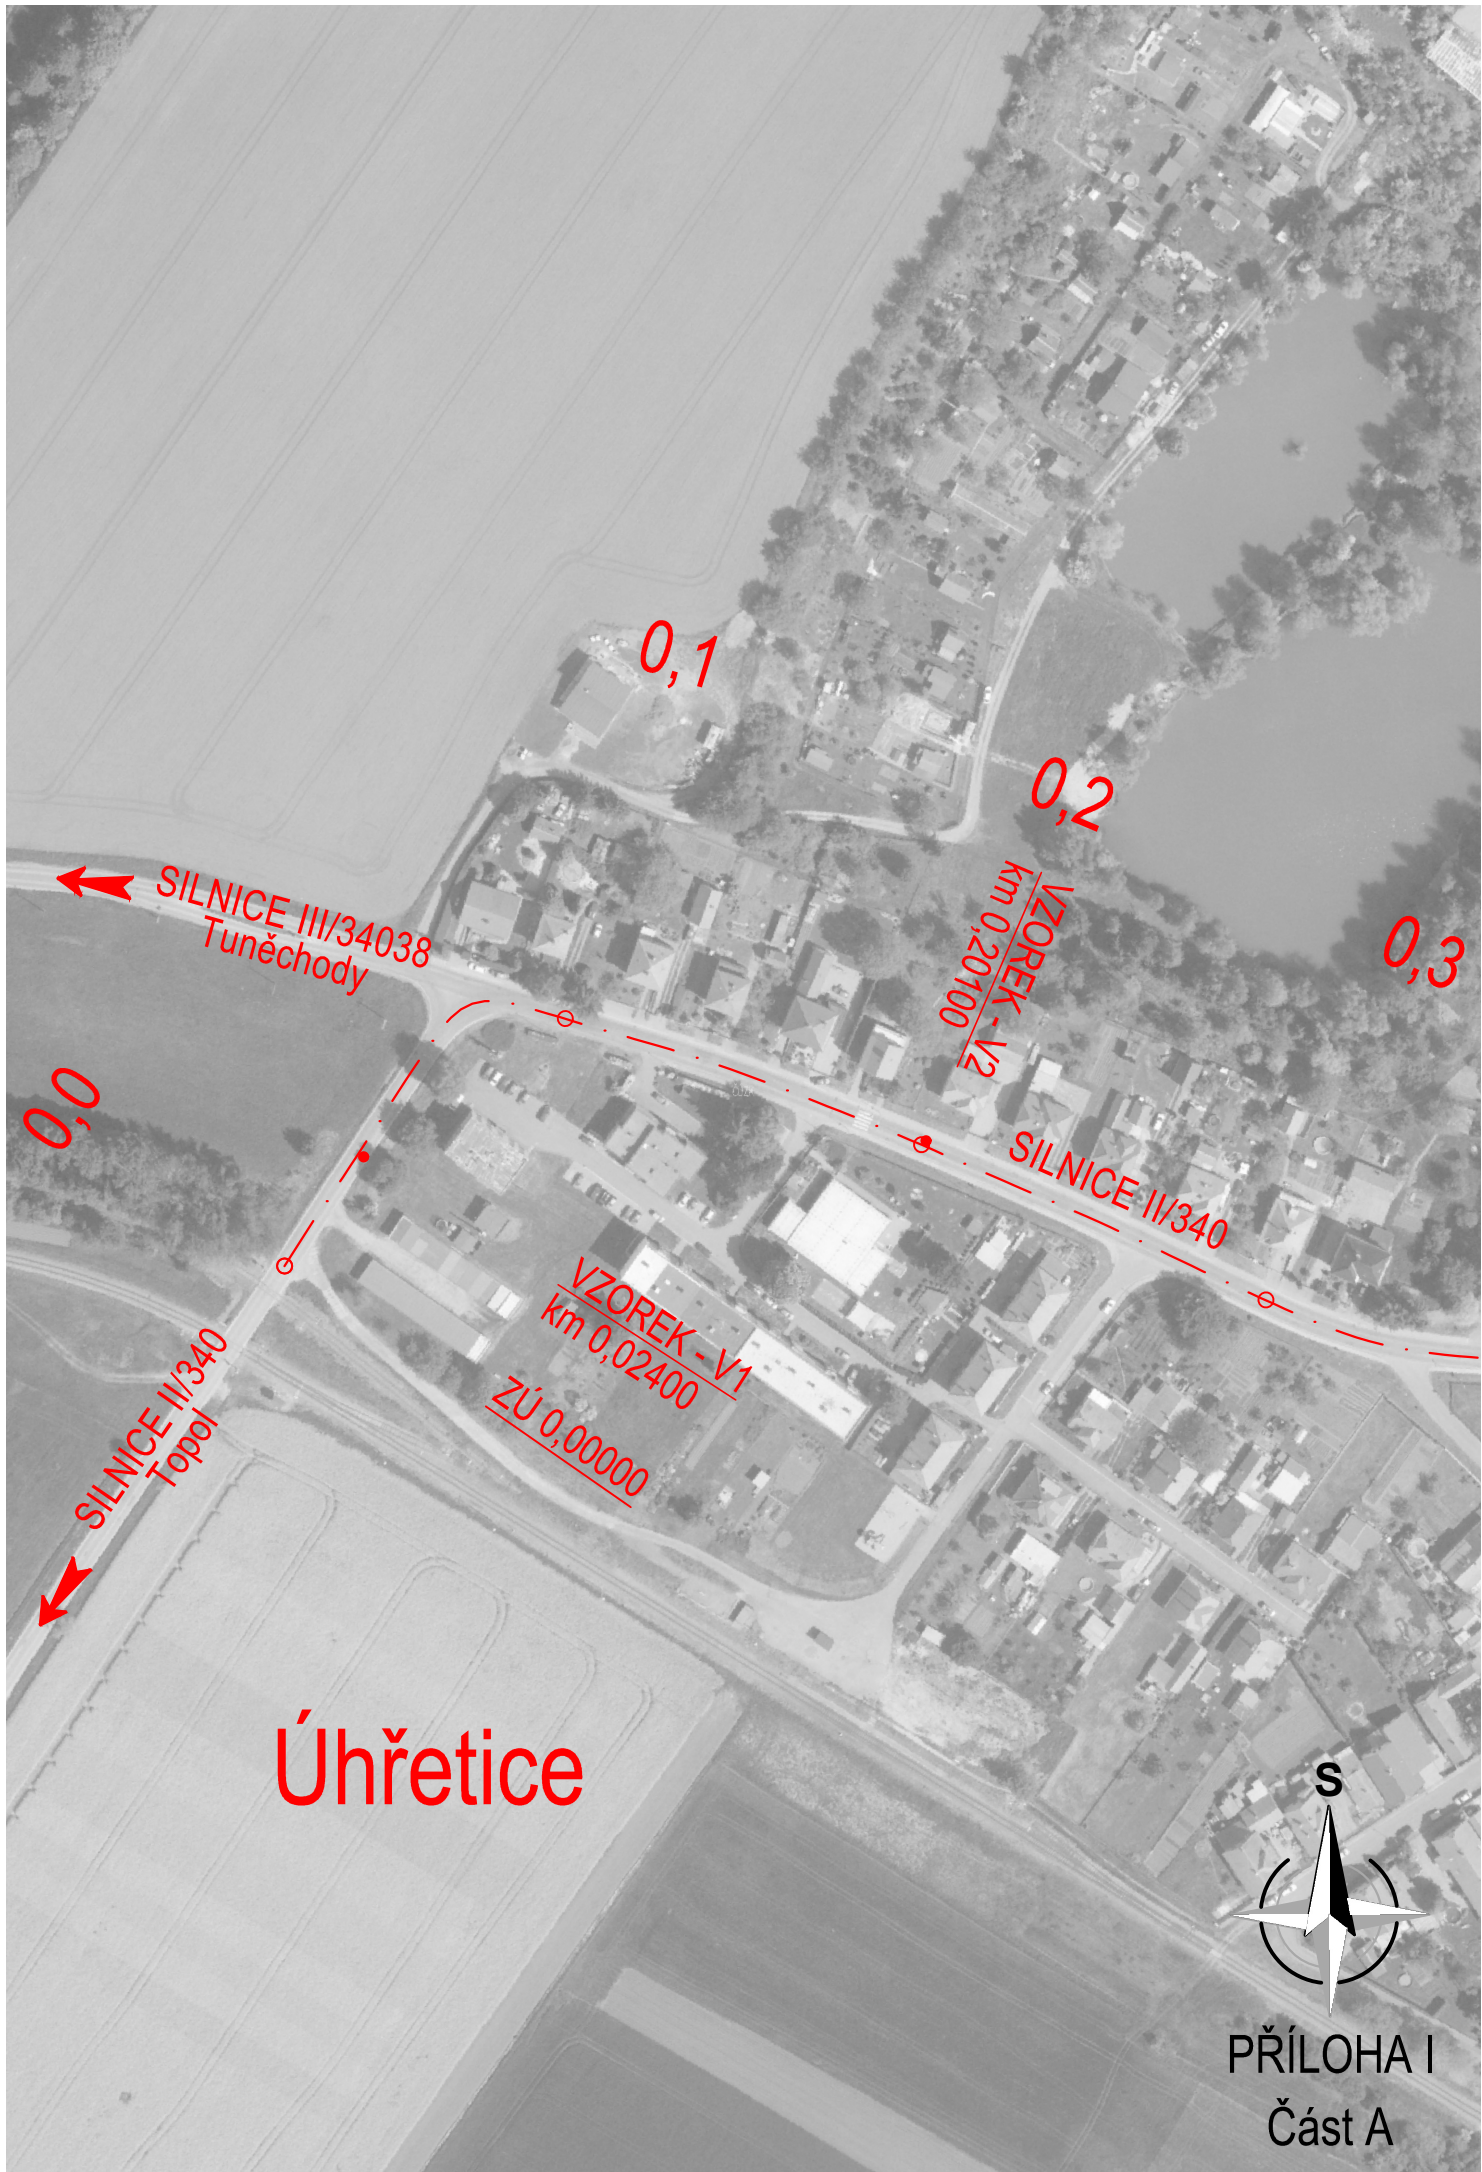 0,1
0,2
SILNICE III/34038
Tuněchody
VZOREK - V2
km 0,20100
0,3
0,0
SILNICE II/340
VZOREK - V1
km 0,02400
ZÚ 0,00000
SILNICE II/340
Topol
Úhřetice
S
PŘÍLOHA I
Část A